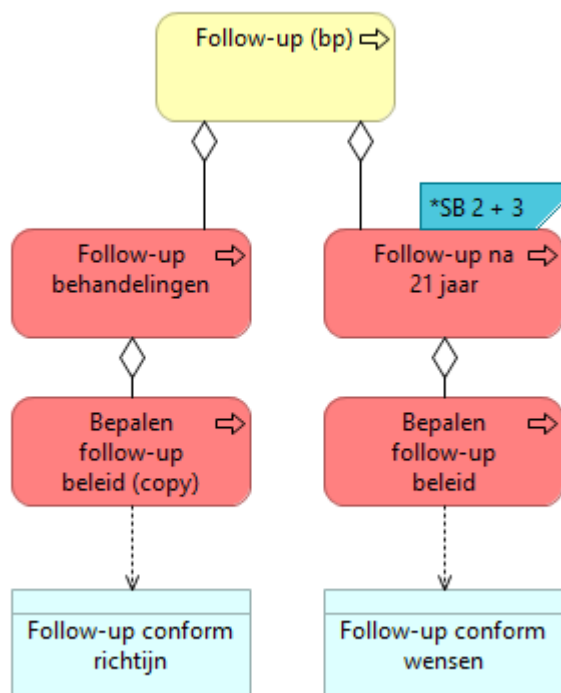 Follow-up (bp)
*SB 2 + 3
Follow-up
behandelingen
Follow-up na
21 jaar
Bepalen
follow-up
beleid (copy)
Bepalen
follow-up
beleid
Follow-up conform
richtijn
Follow-up conform
wensen